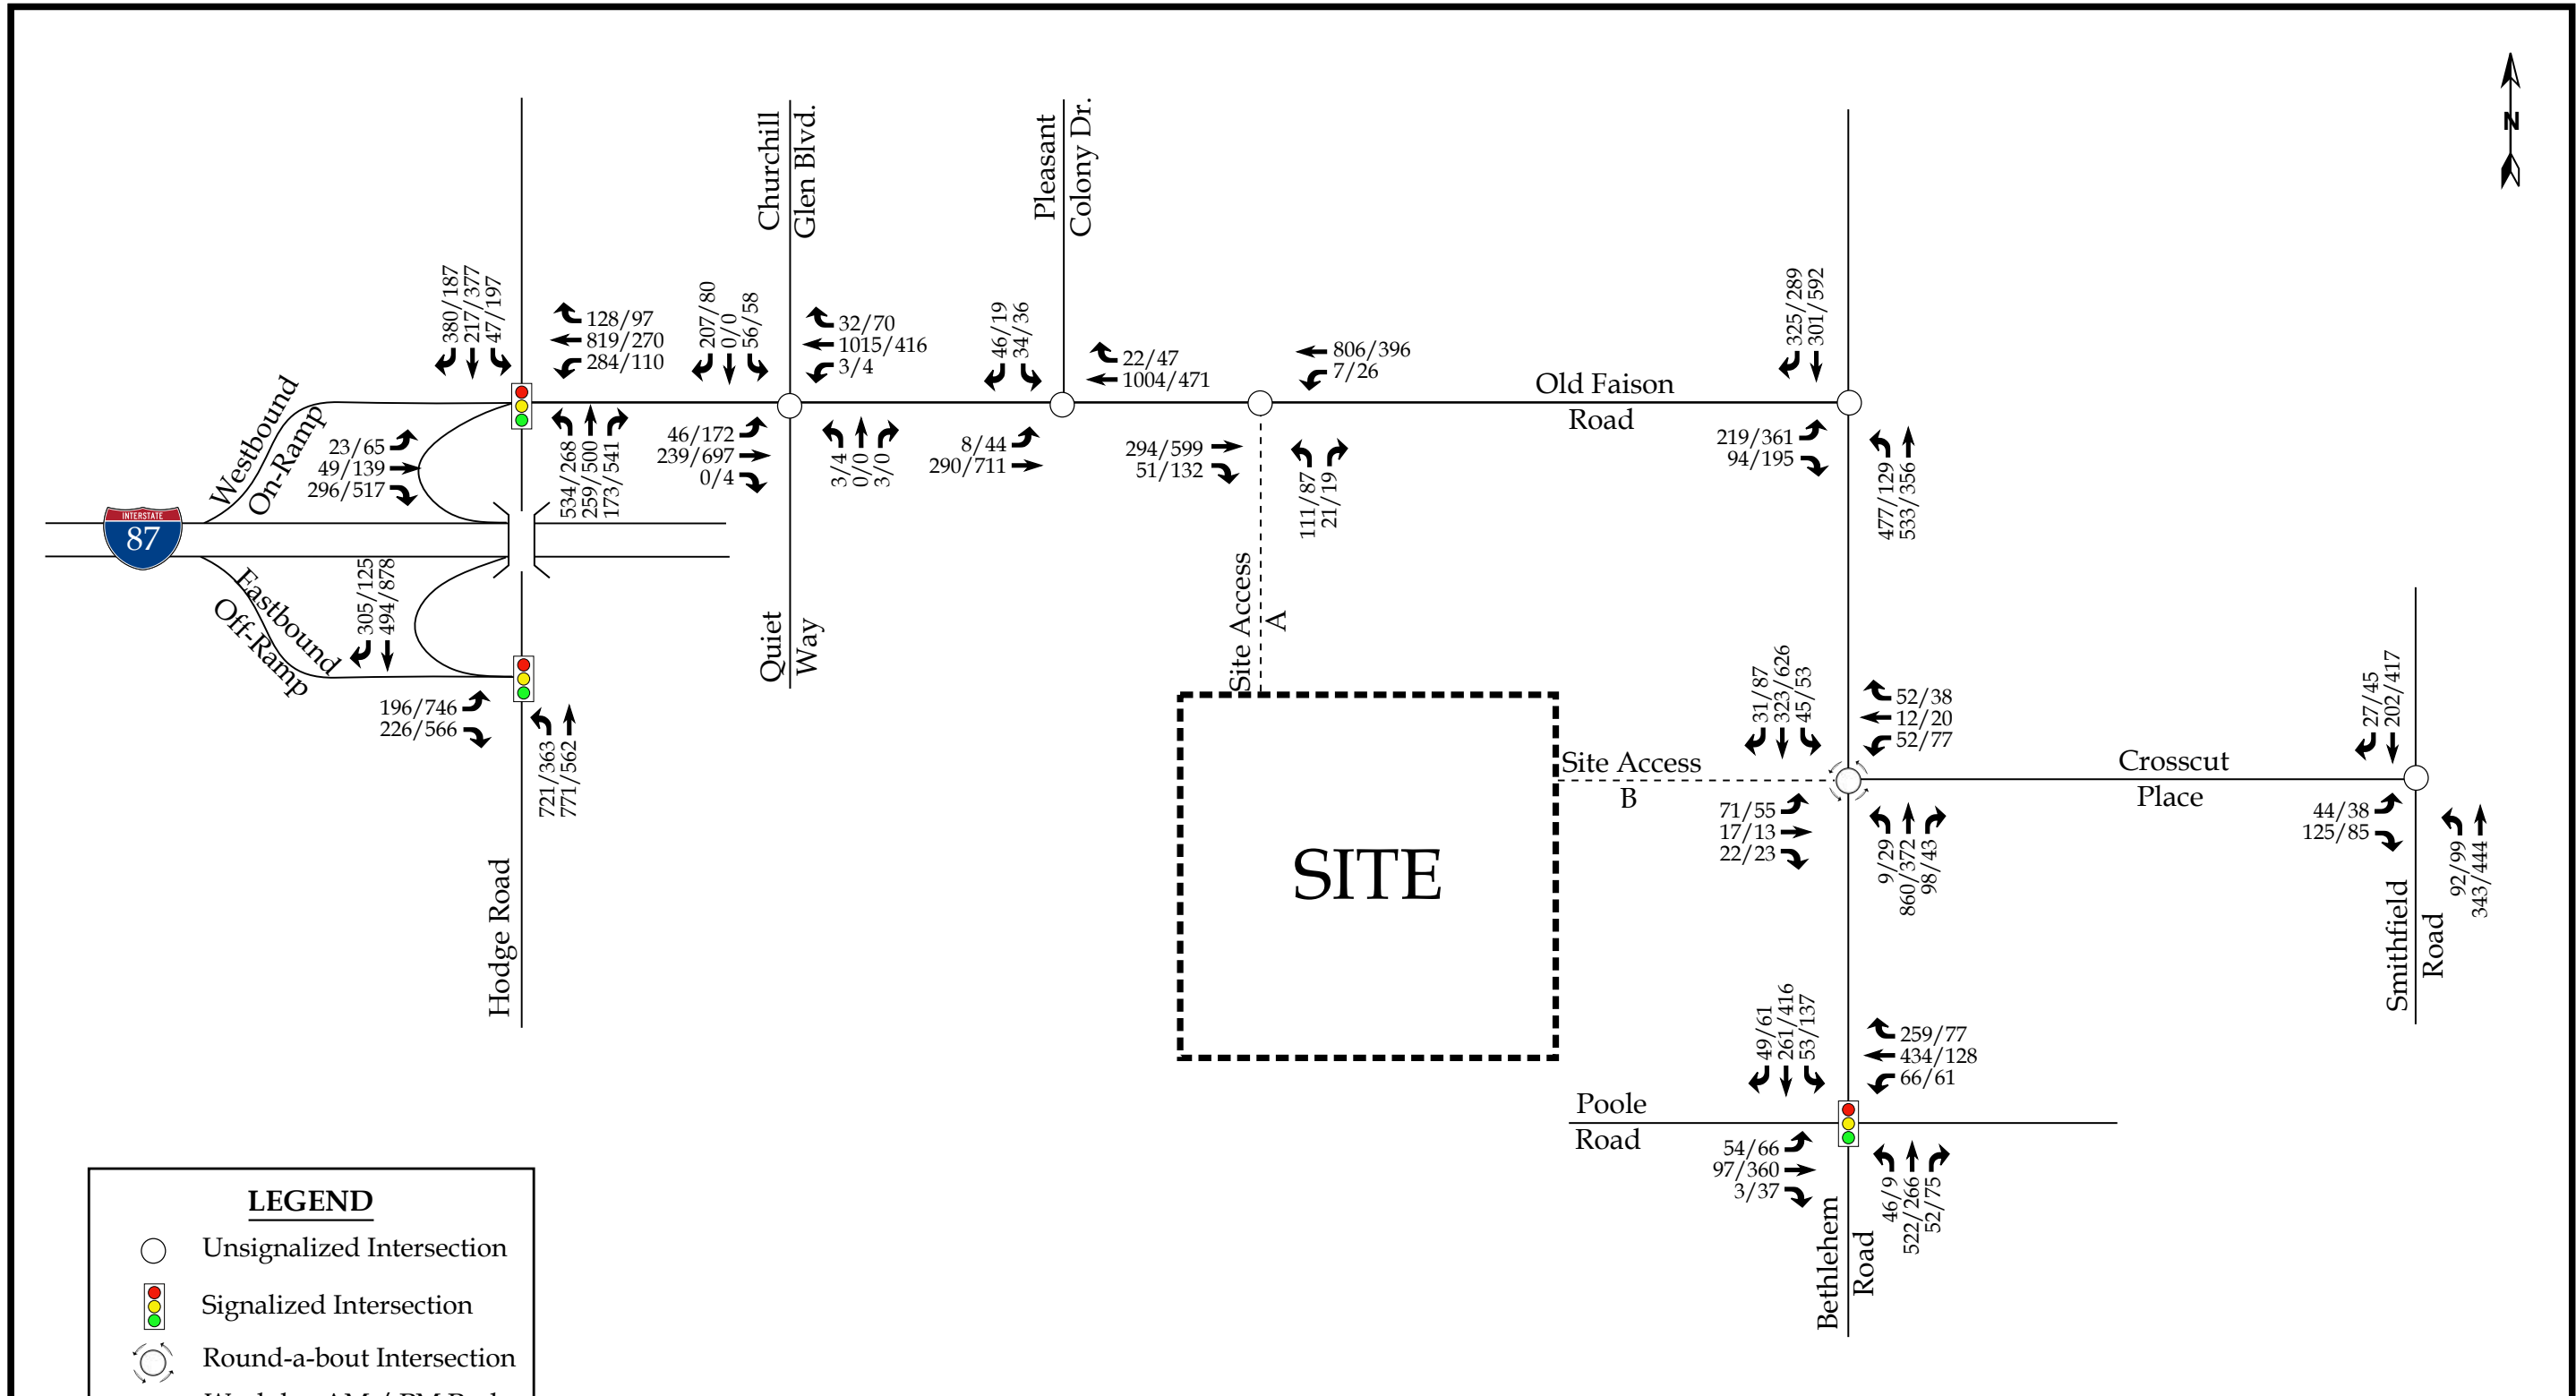 N
Churchill
Glen Blvd.
Pleasant
Colony Dr.
380/187
217/377
47/197
128/97
819/270
284/110
207/80
0/0
56/58
32/70
1015/416
3/4
46/19
34/36
22/47
1004/471
806/396
7/26
Old Faison
Road
325/289
301/592
Westbound
On-Ramp
23/65
49/139
296/517
534/268
259/500
173/541
46/172
239/697
0/4
3/4
0/0
3/0
8/44
290/711
294/599
51/132
111/87
21/19
219/361
94/195
477/129
533/356
INTERSTATE
87
Eastbound
Off-Ramp
305/125
494/878
196/746
226/566
721/363
771/562
Hodge Road
Quiet
Way
Site Access
A
SITE
Site Access
B
31/87
323/626
45/53
52/38
12/20
52/77
71/55
17/13
22/23
9/29
860/372
98/43
Crosscut
Place
27/45
202/417
44/38
125/85
92/99
343/444
Smithfield
Road
49/61
261/416
53/137
259/77
434/128
66/61
Poole
Road
54/66
97/360
3/37
46/9
522/266
52/75
Bethlehem
Road
LEGEND
Unsignalized Intersection
Signalized Intersection
Round-a-bout Intersection